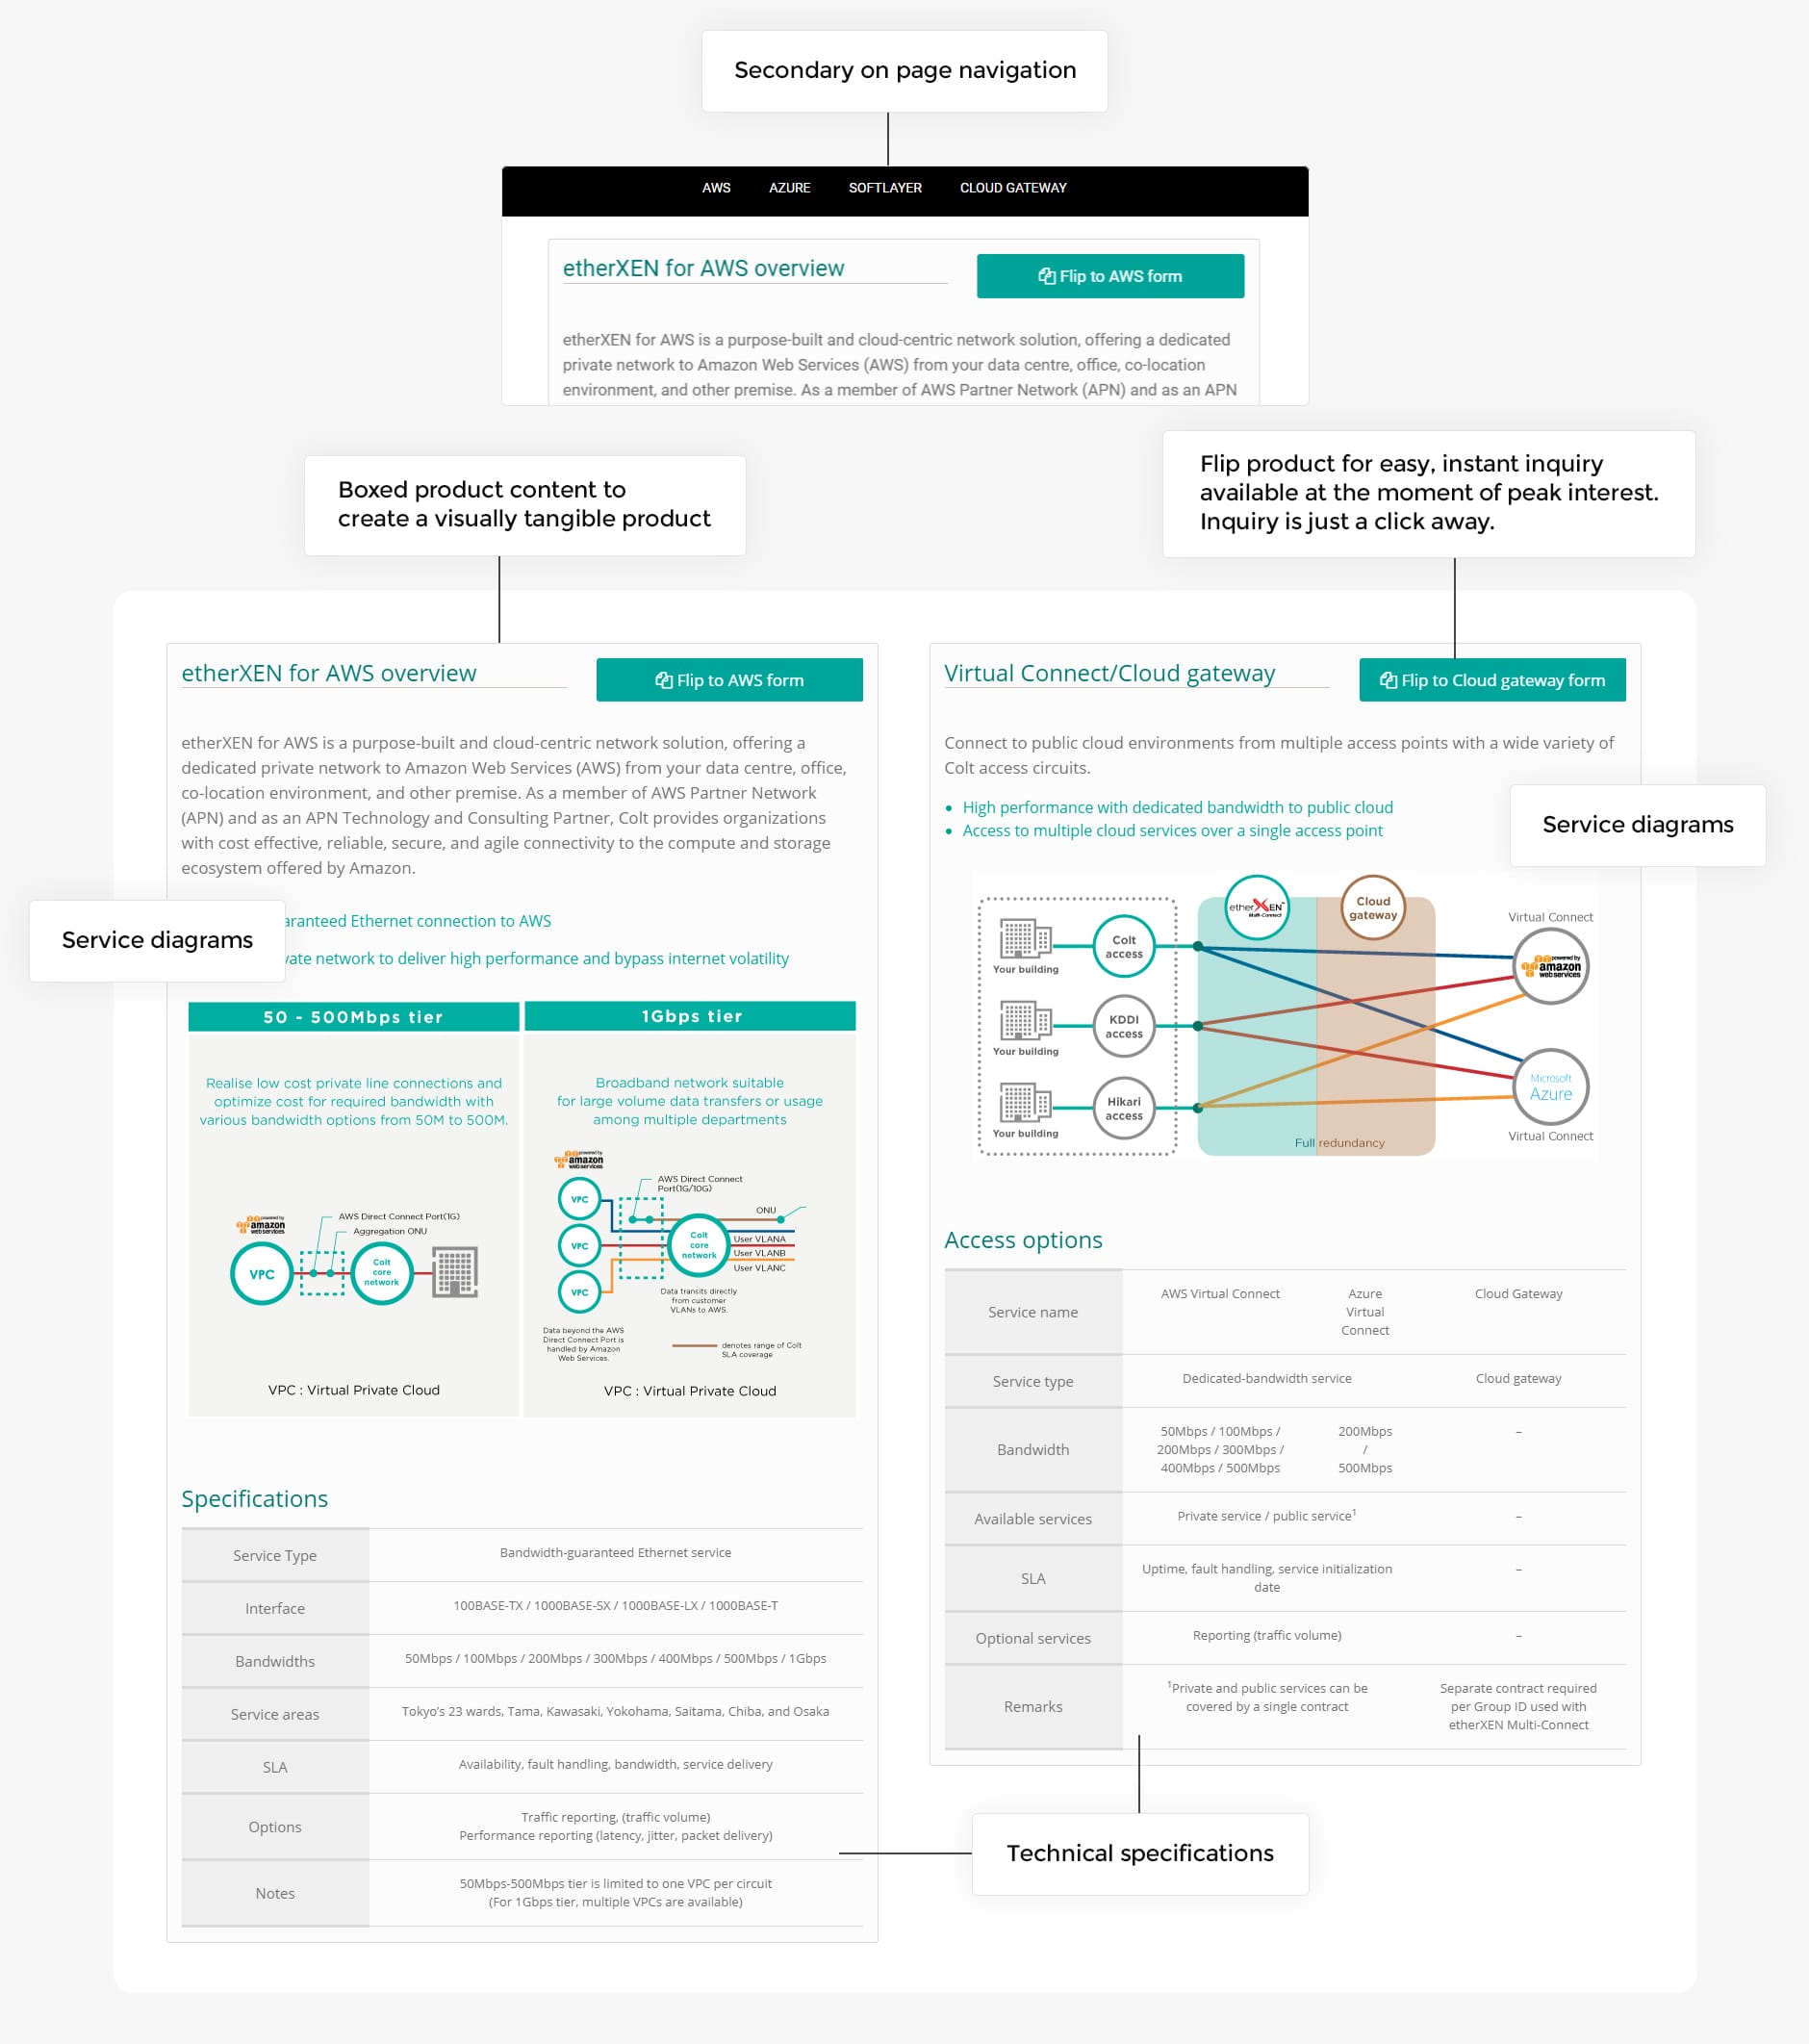 Secondary on page navigation
AWS AZURE SOFTLAYER CLOUD GATEWAY
etherXEN for AWS overview
Flip to AWS form
etherXEN for AWS is a purpose-built and cloud-centric network solution, offering a dedicated
private network to Amazon Web Services (AWS) from your data centre, office, co-location
environment, and other premise. As a member of AWS Partner Network (APN) and as an APN
Boxed product content to
create a visually tangible product
Flip product for easy, instant inquiry
available at the moment of peak interest.
Inquiry is just a click away.
etherXEN for AWS overview
Flip to AWS form
etherXEN for AWS is a purpose-built and cloud-centric network solution, offering a
dedicated private network to Amazon Web Services (AWS) from your data centre, office,
co-location environment, and other premise. As a member of AWS Partner Network
(APN) and as an APN Technology and Consulting Partner, Colt provides organizations
with cost effective, reliable, secure, and agile connectivity to the compute and storage
ecosystem offered by Amazon.
Service diagrams
aranteed Ethernet connection to AWS
vate network to deliver high performance and bypass internet volatility
50 - 500Mbps tier
Realise low cost private line connections and
optimize cost for required bandwidth with
various bandwidth options from 50M to 500M.
powered by
amazon
webservices
AWS Direct Connect Port(1G)
Aggregation ONU
VPC
Colt
core
network
VPC : Virtual Private Cloud
1Gbps tier
Broadband network suitable
for large volume data transfers or usage
among multiple departments
powered by
amazon
webservices
AWS Direct Connect
Port(1G/10G)
VPC
ONU
VPC
Colt
core
network
User VLANA
User VLANB
User VLANC
VPC
Data transits directly
from customer
VLANs to AWS.
Data beyond the AWS
Direct Connect Port is
handled by Amazon
Web Services.
denotes range of Colt
SLA coverage
VPC : Virtual Private Cloud
Specifications
Service Type Bandwidth-guaranteed Ethernet service
Interface 100BASE-TX / 1000BASE-SX / 1000BASE-LX / 1000BASE-T
Bandwidths 50Mbps / 100Mbps / 200Mbps / 300Mbps / 400Mbps / 500Mbps / 1Gbps
Service areas Tokyo's 23 wards, Tama, Kawasaki, Yokohama, Saitama, Chiba, and Osaka
SLA Availability, fault handling, bandwidth, service delivery
Options
Traffic reporting, (traffic volume)
Performance reporting (latency, jitter, packet delivery)
Notes
50Mbps-500Mbps tier is limited to one VPC per circuit
(For 1Gbps tier, multiple VPCs are available)
Virtual Connect/Cloud gateway
Flip to Cloud gateway form
Connect to public cloud environments from multiple access points with a wide variety of
Colt access circuits.
• High performance with dedicated bandwidth to public cloud
• Access to multiple cloud services over a single access point
Service diagrams
etherXEN
Multi-Connect
Cloud
gateway
Virtual Connect
Your building
Colt
access
powered by
amazon
webservices
Your building
KDDI
access
Your building
Hikari
access
Microsoft
Azure
Virtual Connect
Full redundancy
Access options
Service name
AWS Virtual Connect
Azure
Virtual
Connect
Cloud Gateway
Service type Dedicated-bandwidth service Cloud gateway
Bandwidth
50Mbps / 100Mbps /
200Mbps / 300Mbps /
400Mbps / 500Mbps
200Mbps
/
500Mbps
–
Available services Private service / public service¹ –
SLA
Uptime, fault handling, service initialization
date
–
Optional services Reporting (traffic volume) –
Remarks
¹Private and public services can be
covered by a single contract
Separate contract required
per Group ID used with
etherXEN Multi-Connect
Technical specifications